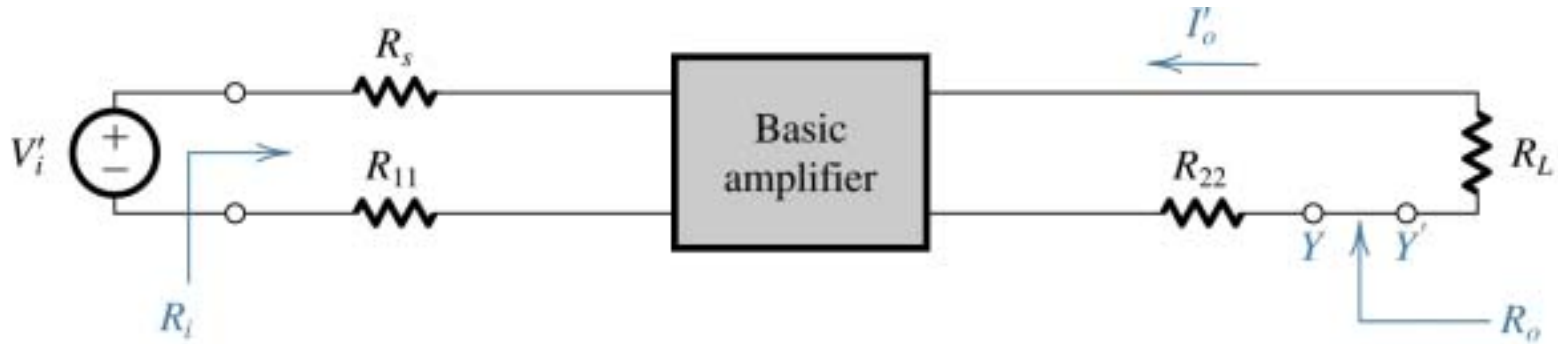 I'o
Rs
+
−
V'i
R11
Basic
amplifier
R22
RL
Y
Y'
Ri
Ro